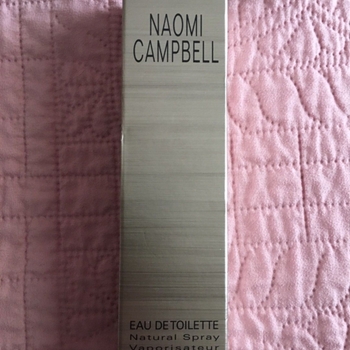 NAOMI
CAMPBELL
EAU DE TOILETTE
Natural Spray
Vaporisateur